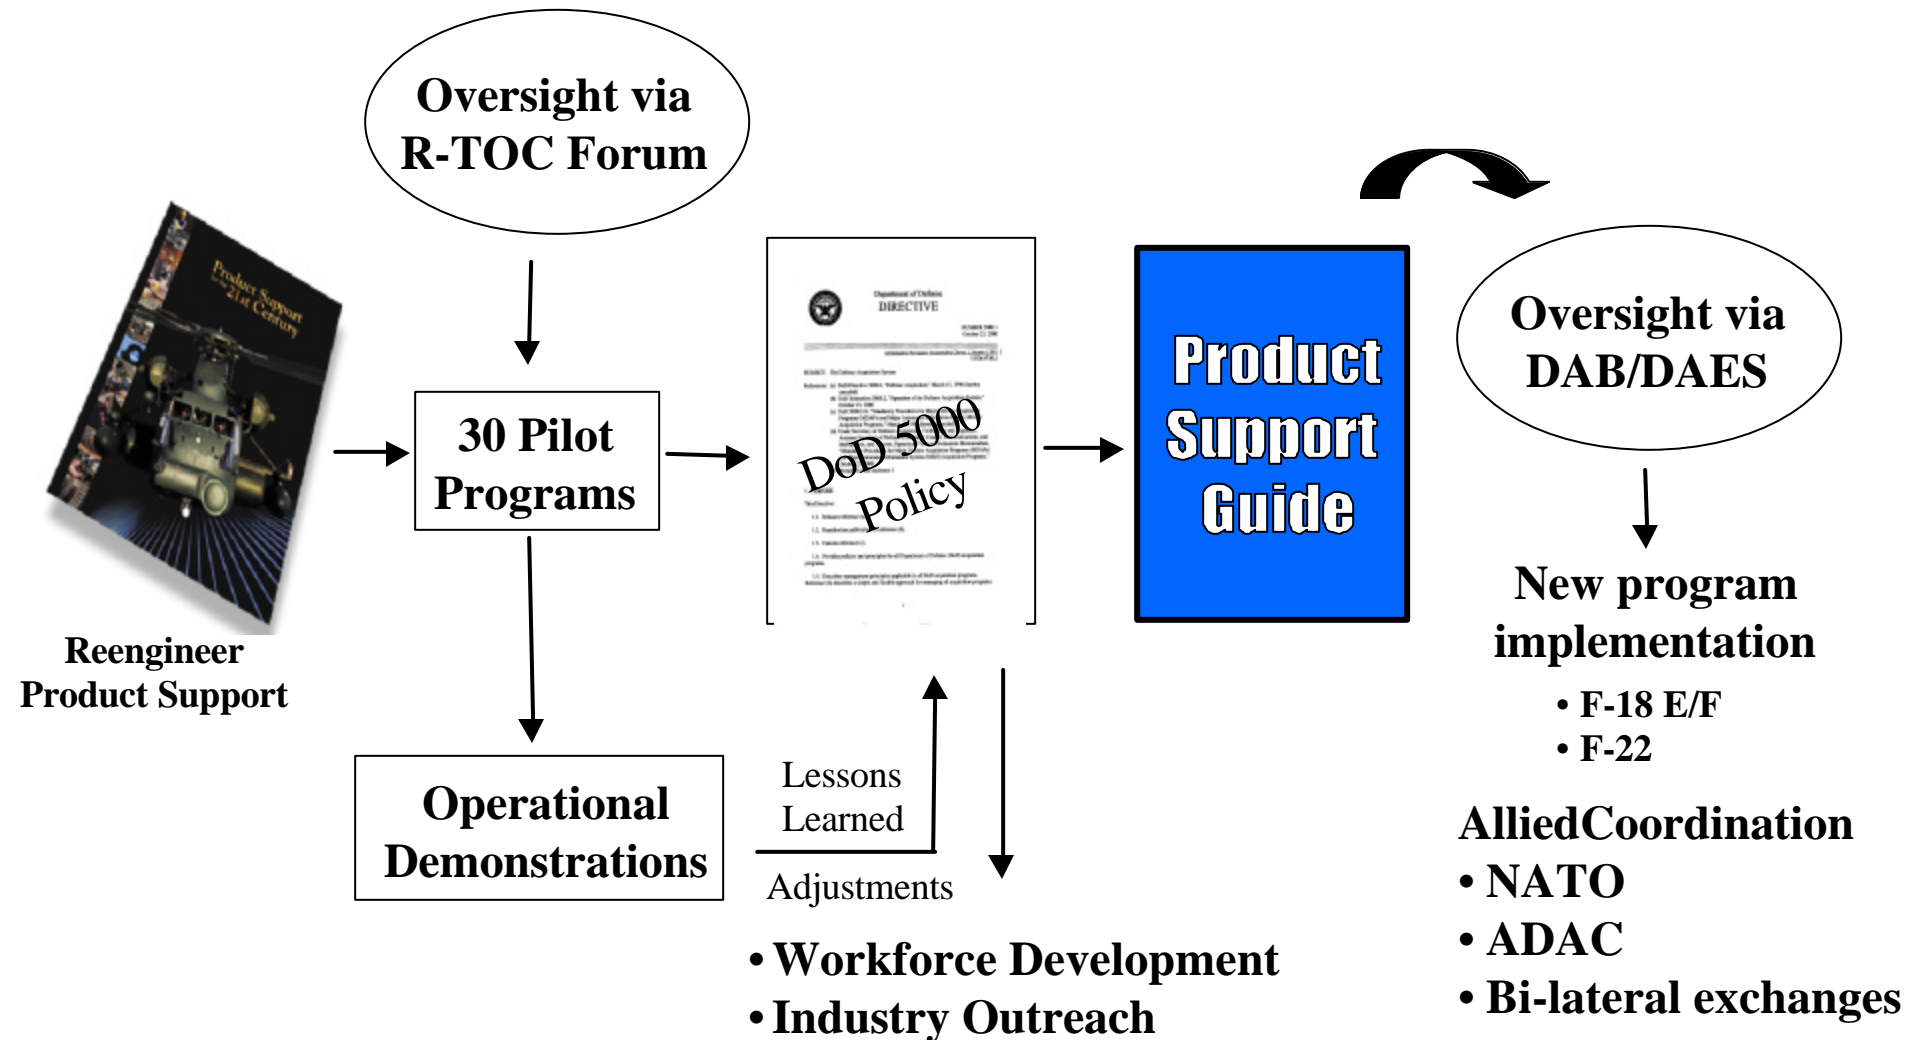 Oversight via
R-TOC Forum
Product Support
for the
21st Century
Reengineer
Product Support
30 Pilot
Programs
Operational
Demonstrations
Department of Defense
DIRECTIVE
DoD 5000
Policy
Lessons
Learned
Adjustments
• Workforce Development
• Industry Outreach
Product
Support
Guide
Oversight via
DAB/DAES
New program
implementation
• F-18 E/F
• F-22
AlliedCoordination
• NATO
• ADAC
• Bi-lateral exchanges